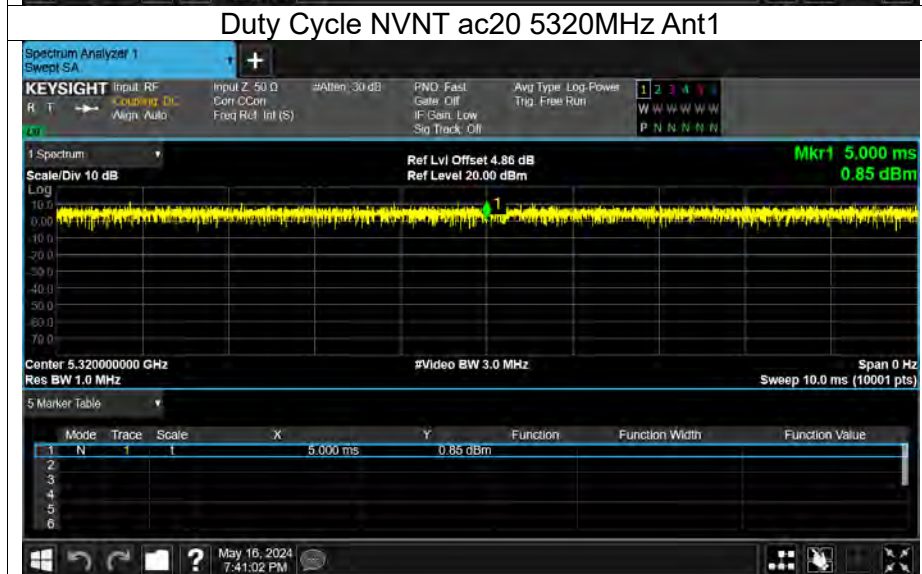 Duty Cycle NVNT ac20 5320MHz Ant1
Spectrum Analyzer 1
Swept SA
+
KEYSIGHT Input: RF Input Z: 50 Ω #Atten: 30 dB PNO: Fast Avg Type: Log-Power 1 2 3 4 5 6
R T Coupling: DC Corr CCorr Gate: Off Trig: Free Run W W W W W W
Align: Auto Freq Ref: Int (S) IF Gain: Low
Sig Track: Off P N N N N N
1 Spectrum Ref Lvl Offset 4.86 dB Mkr1 5.000 ms
Scale/Div 10 dB Ref Level 20.00 dBm 0.85 dBm
Log
10.0 1
0.00
-10.0
-20.0
-30.0
-40.0
-50.0
-60.0
-70.0
Center 5.320000000 GHz #Video BW 3.0 MHz Span 0 Hz
Res BW 1.0 MHz Sweep 10.0 ms (10001 pts)
5 Marker Table
Mode Trace Scale X Y Function Function Width Function Value
1 N 1 t 5.000 ms 0.85 dBm
2
3
4
5
6
? May 16, 2024
7:41:02 PM